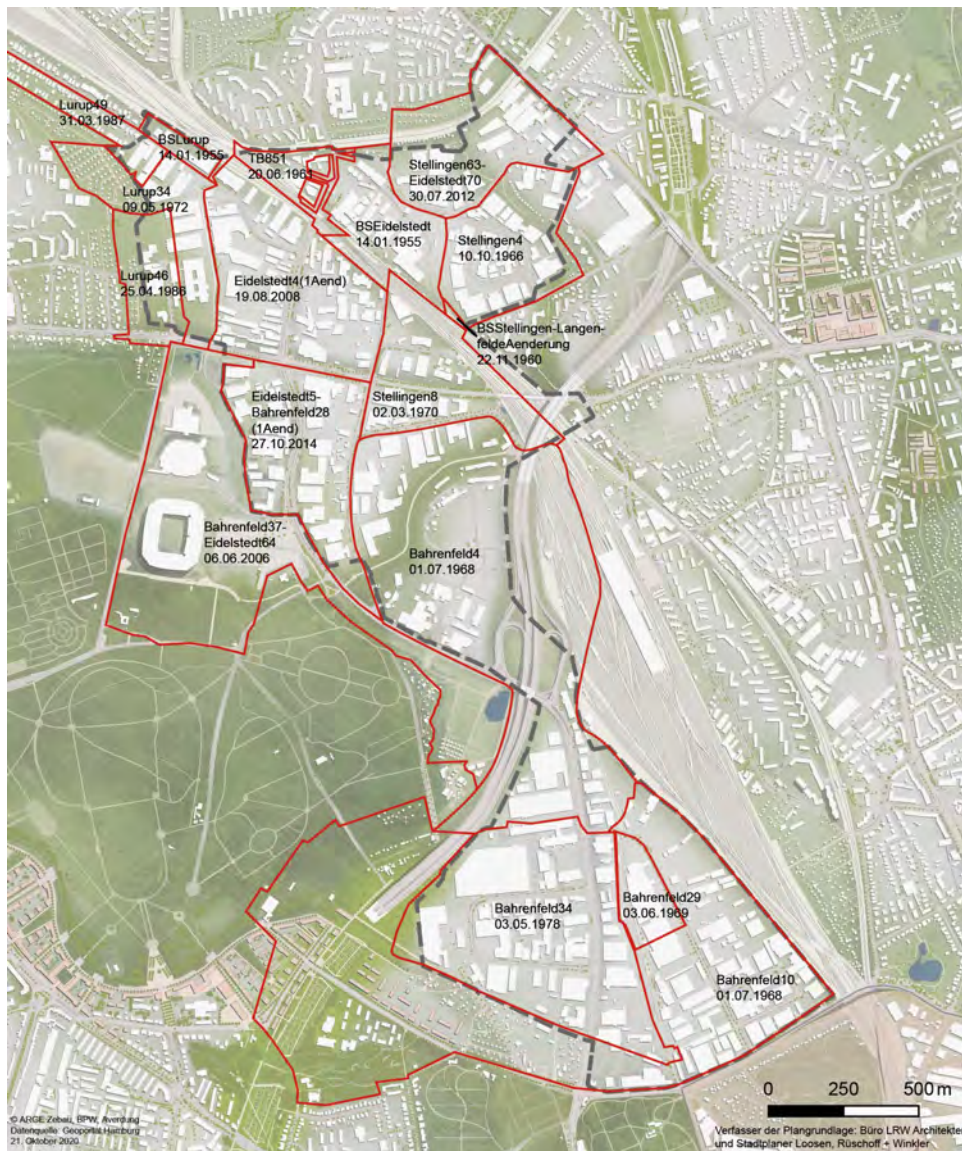 Lurup49
31.03.1987
BSLurup
14.01.1955
TB851
20.06.1961
Stellingen63-
Eidelstedt70
30.07.2012
Lurup34
09.05.1972
BSEidelstedt
14.01.1955
Stellingen4
10.10.1966
Lurup46
25.04.1986
Eidelstedt4(1Aend)
19.08.2008
BSStellingen-Langen-
feldeAenderung
22.11.1960
Eidelstedt5-
Bahrenfeld28
(1Aend)
27.10.2014
Stellingen8
02.03.1970
Bahrenfeld37-
Eidelstedt64
06.06.2006
Bahrenfeld4
01.07.1968
Bahrenfeld34
03.05.1978
Bahrenfeld29
03.06.1969
Bahrenfeld10
01.07.1968
0 250 500 m
© ARGE Zebau, BPW, Averdung
Datenquelle: Geoportal Hamburg
21. Oktober 2020
Verfasser der Plangrundlage: Büro LRW Architekten
und Stadtplaner Loosen, Rüschoff + Winkler